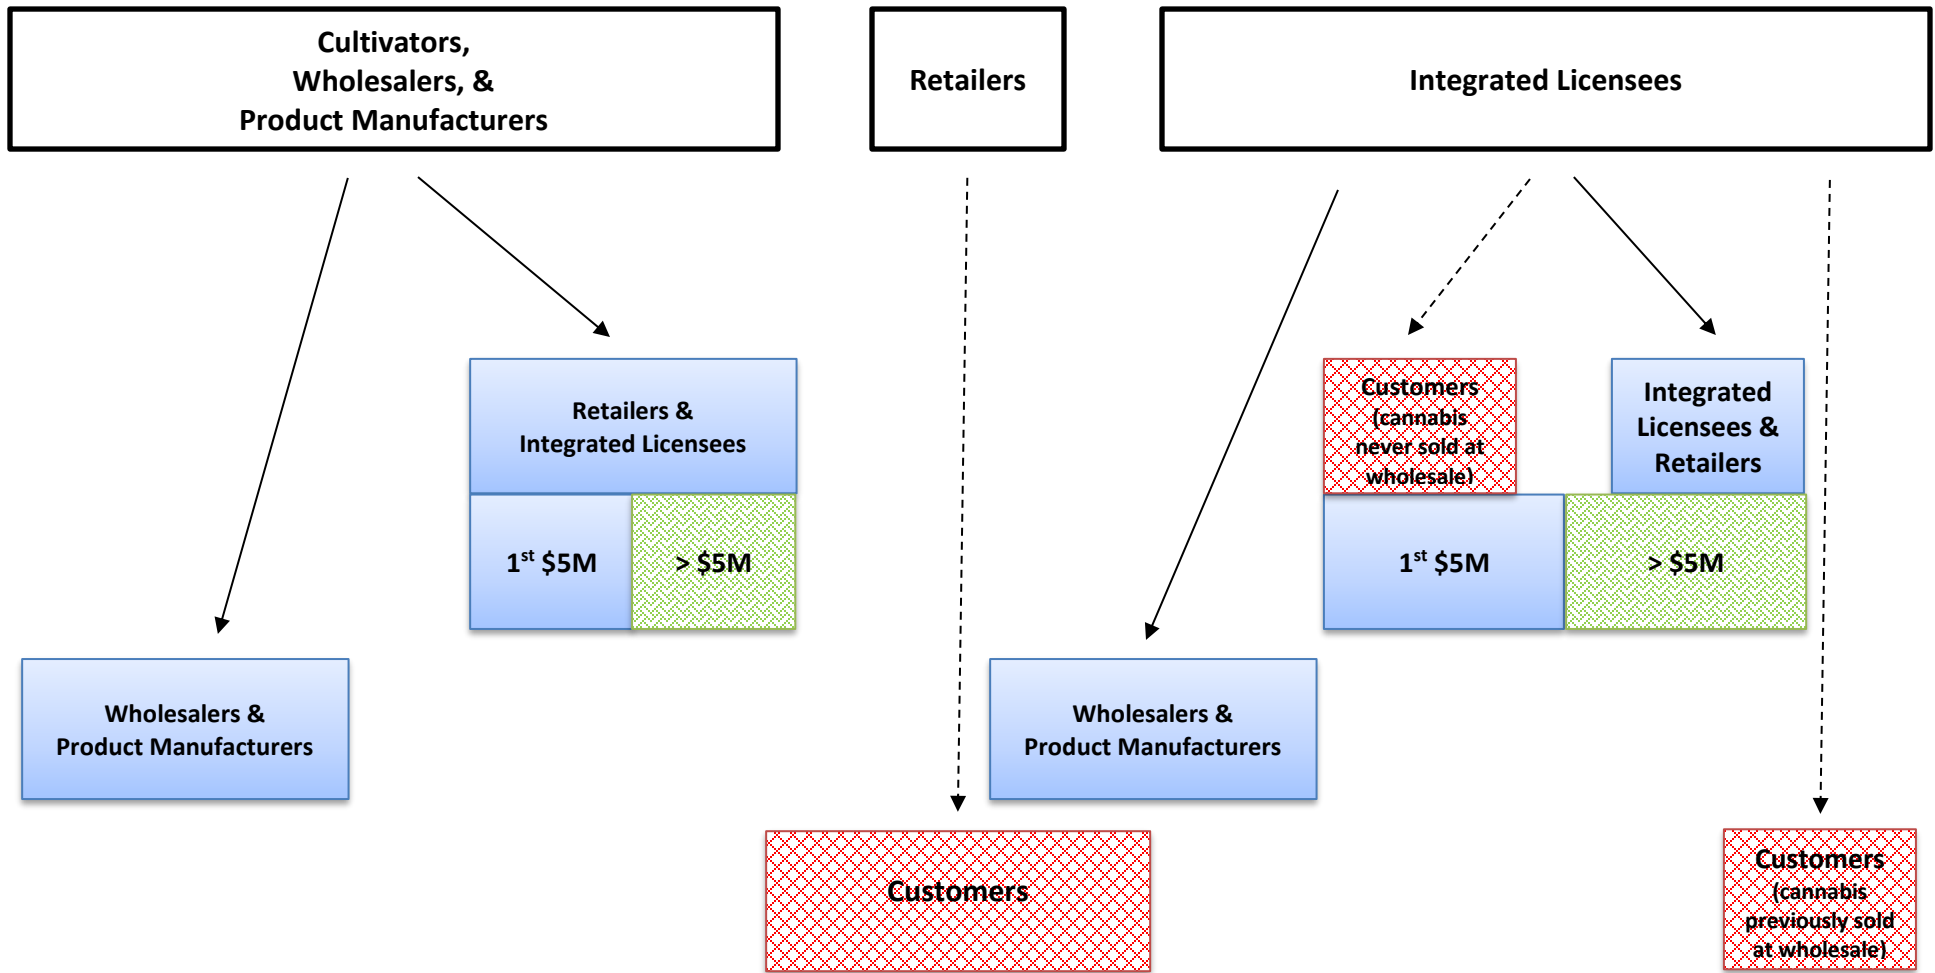 Cultivators,
Wholesalers, &
Product Manufacturers
Retailers
Integrated Licensees
Retailers &
Integrated Licensees
1st $5M
> $5M
Wholesalers &
Product Manufacturers
Customers
Wholesalers &
Product Manufacturers
Customers
(cannabis
never sold at
wholesale)
Integrated
Licensees &
Retailers
1st $5M
> $5M
Customers
(cannabis
previously sold
at wholesale)